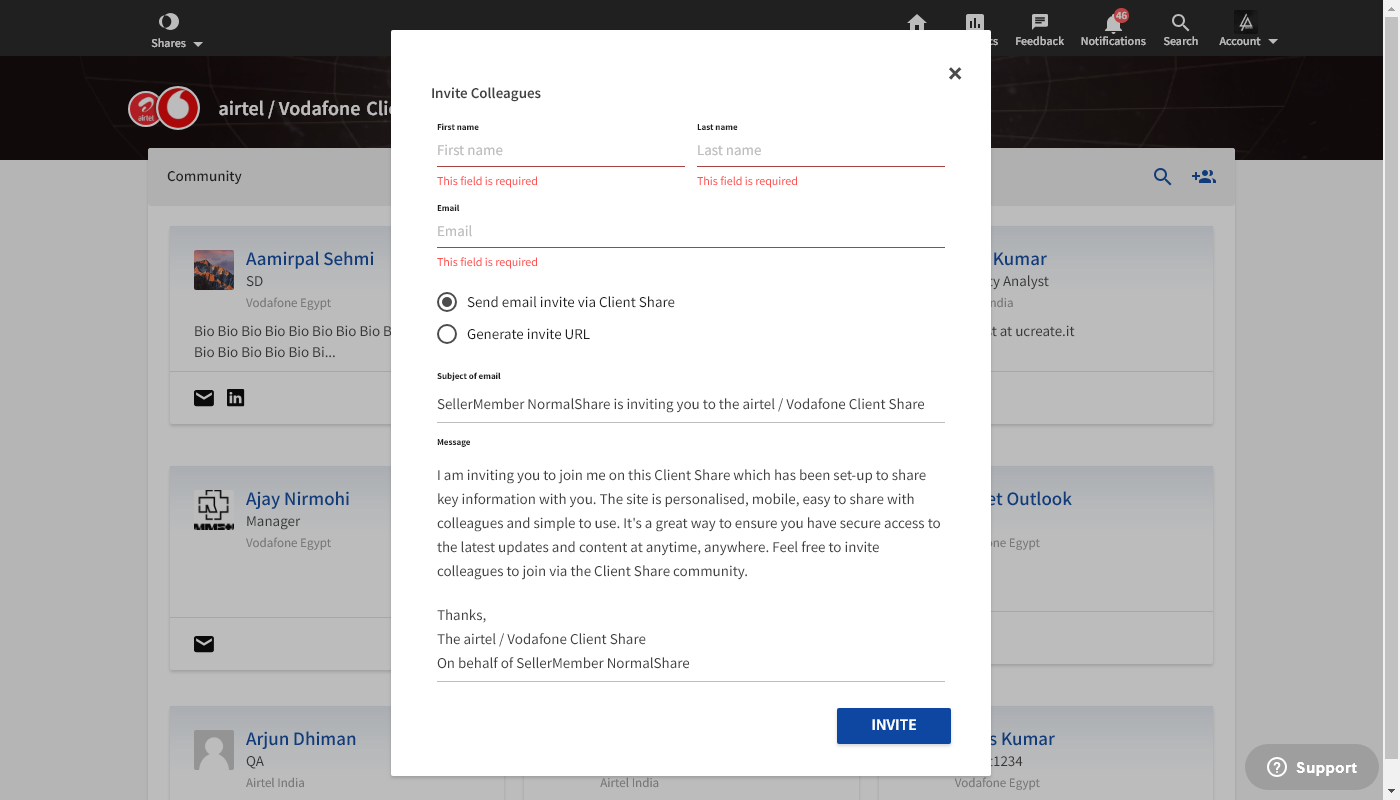 Shares
cs
Feedback
46
Notifications
Search
Account
airtel
airtel / Vodafone Clie
Community
Invite Colleagues
First name
Last name
First name
Last name
This field is required
This field is required
Email
Email
This field is required
Send email invite via Client Share
Generate invite URL
Subject of email
SellerMember NormalShare is inviting you to the airtel / Vodafone Client Share
Message
I am inviting you to join me on this Client Share which has been set-up to share
key information with you. The site is personalised, mobile, easy to share with
colleagues and simple to use. It's a great way to ensure you have secure access to
the latest updates and content at anytime, anywhere. Feel free to invite
colleagues to join via the Client Share community.
Thanks,
The airtel / Vodafone Client Share
On behalf of SellerMember NormalShare
INVITE
Aamirpal Sehmi
SD
Vodafone Egypt
Bio Bio Bio Bio Bio Bio Bio Bio B
Bio Bio Bio Bio Bio Bi...
Kumar
ty Analyst
ndia
st at ucreate.it
Ajay Nirmohi
Manager
Vodafone Egypt
et Outlook
ne Egypt
Arjun Dhiman
QA
Airtel India
Airtel India
s Kumar
t1234
Vodafone Egypt
Support